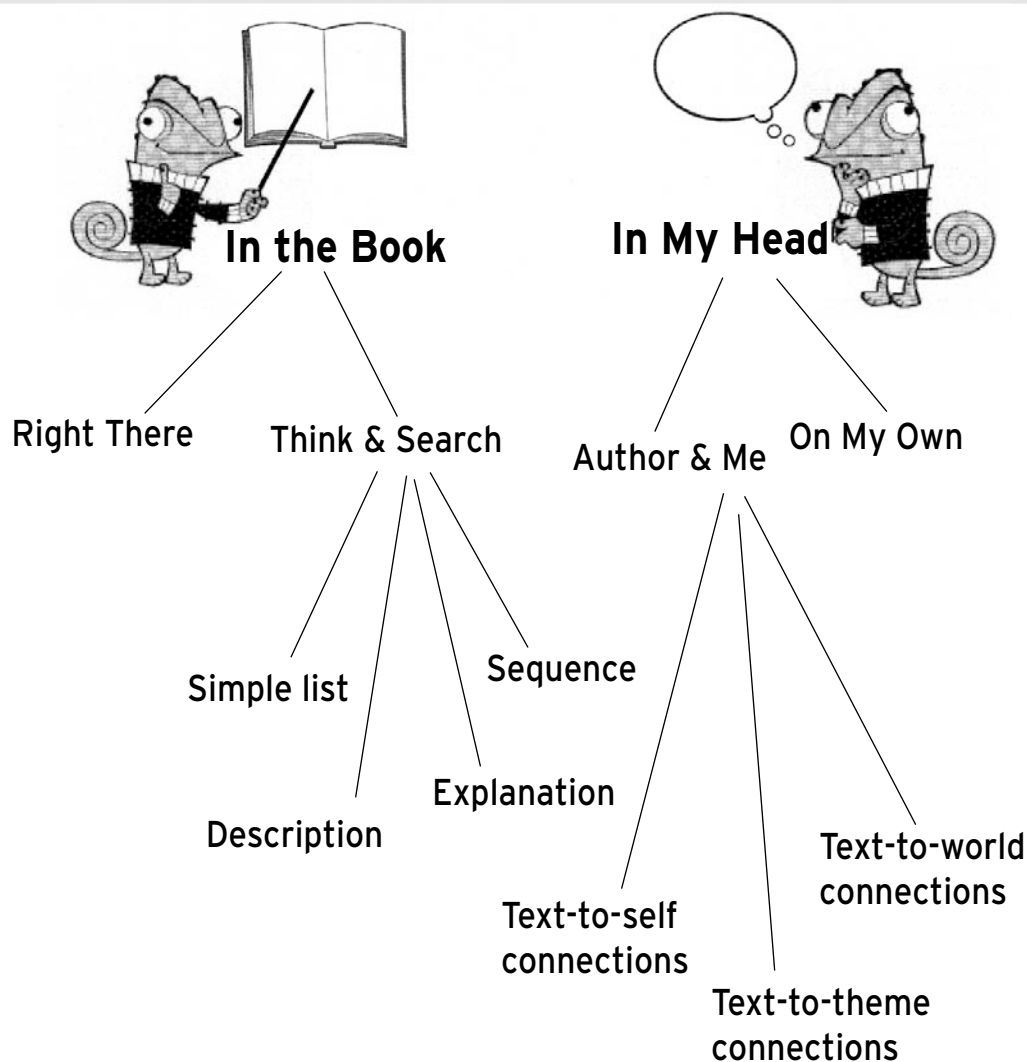 In the Book
In My Head
Right There
Think & Search
Author & Me
On My Own
Simple list
Sequence
Description
Explanation
Text-to-self
connections
Text-to-theme
connections
Text-to-world
connections